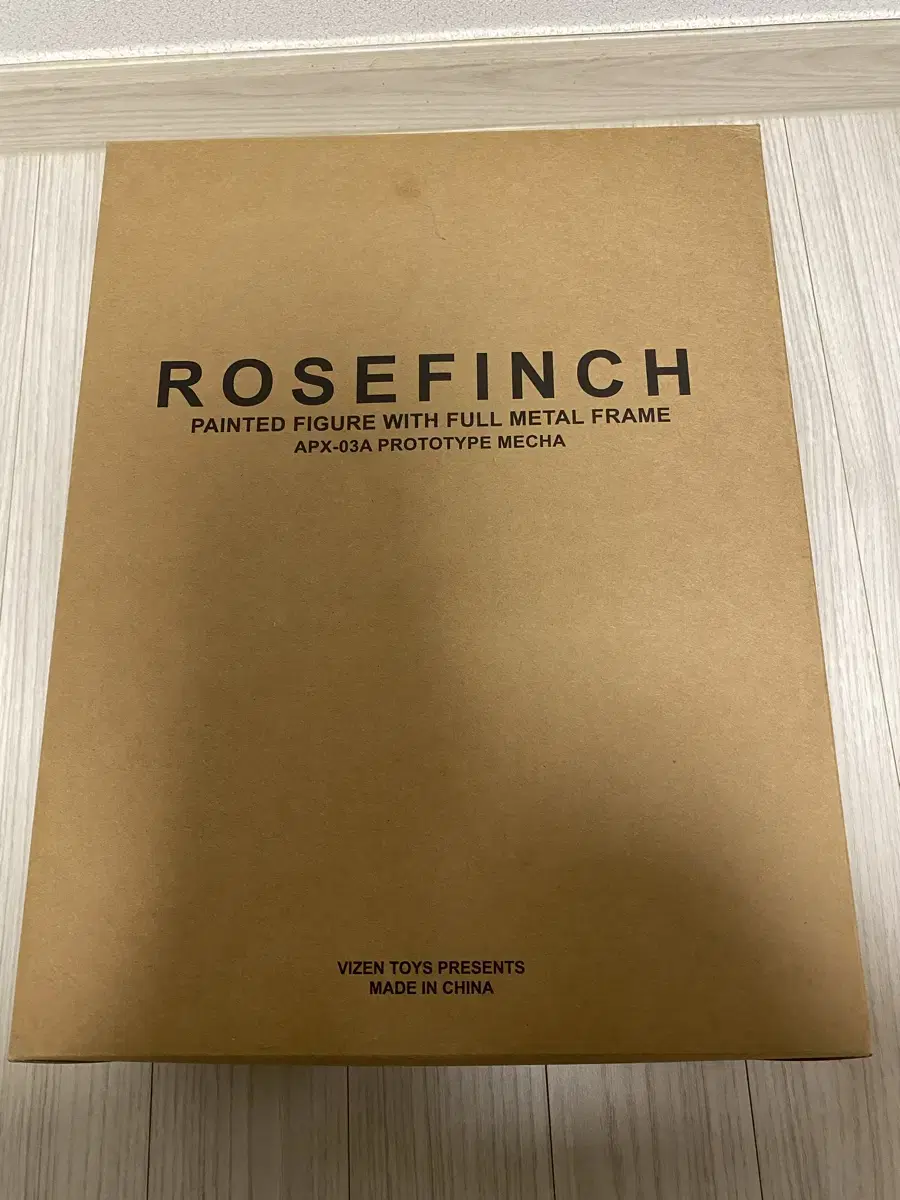 ROSEFINCH
PAINTED FIGURE WITH FULL METAL FRAME
APX-03A PROTOTYPE MECHA
VIZEN TOYS PRESENTS
MADE IN CHINA